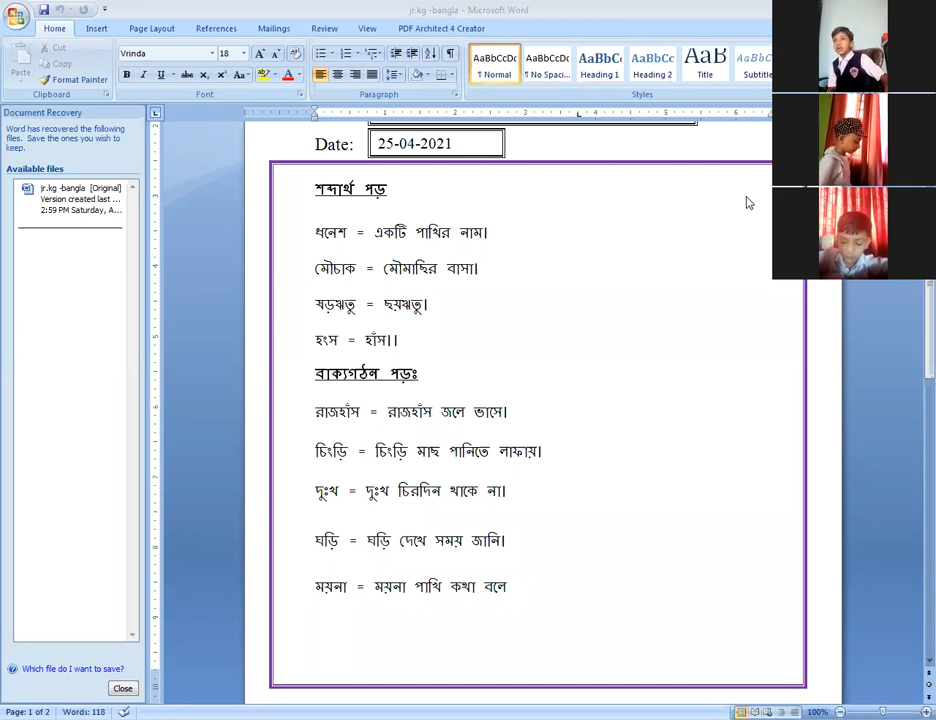 jr.kg -bangla - Microsoft Word
Home Insert Page Layout References Mailings Review View PDF Architect 4 Creator
Cut
Copy
Paste
Format Painter
Vrinda 18
AaBbCcDc AaBbCcDc AaBbC AaBbCc AaB AaBbCc
¶ Normal ¶ No Spaci... Heading 1 Heading 2 Title Subtitle
Clipboard Font Paragraph Styles
Document Recovery
Word has recovered the following files. Save the ones you wish to keep.
Available files
jr.kg -bangla [Original]
Version created last ...
2:59 PM Saturday, A...
Date: 25-04-2021
শব্দার্থ পড়
ধনেশ = একটি পাখির নাম।
মৌচাক = মৌমাছির বাসা।
ষড়ঋতু = ছয়ঋতু।
হংস = হাঁস।।
বাক্যগঠন পড়ঃ
রাজহাঁস = রাজহাঁস জলে ভাসে।
চিংড়ি = চিংড়ি মাছ পানিতে লাফায়।
দুঃখ = দুঃখ চিরদিন থাকে না।
ঘড়ি = ঘড়ি দেখে সময় জানি।
ময়না = ময়না পাখি কথা বলে
Which file do I want to save?
Close
Page: 1 of 2 Words: 118 100%